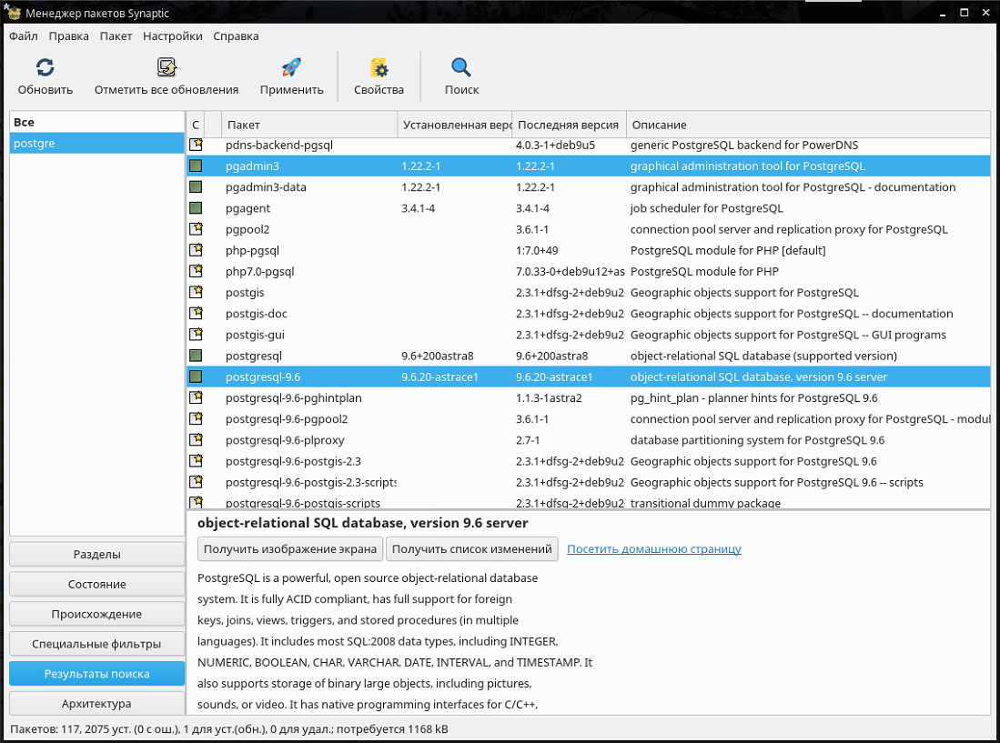 Менеджер пакетов Synaptic
Файл Правка Пакет Настройки Справка
Обновить Отметить все обновления Применить Свойства Поиск
Все
postgre
С Пакет Установленная верс Последняя версия Описание
pdns-backend-pgsql 4.0.3-1+deb9u5 generic PostgreSQL backend for PowerDNS
pgadmin3 1.22.2-1 1.22.2-1 graphical administration tool for PostgreSQL
pgadmin3-data 1.22.2-1 1.22.2-1 graphical administration tool for PostgreSQL - documentation
pgagent 3.4.1-4 3.4.1-4 job scheduler for PostgreSQL
pgpool2 3.6.1-1 connection pool server and replication proxy for PostgreSQL
php-pgsql 1:7.0+49 PostgreSQL module for PHP [default]
php7.0-pgsql 7.0.33-0+deb9u12+as PostgreSQL module for PHP
postgis 2.3.1+dfsg-2+deb9u2 Geographic objects support for PostgreSQL
postgis-doc 2.3.1+dfsg-2+deb9u2 Geographic objects support for PostgreSQL -- documentation
postgis-gui 2.3.1+dfsg-2+deb9u2 Geographic objects support for PostgreSQL -- GUI programs
postgresql 9.6+200astra8 9.6+200astra8 object-relational SQL database (supported version)
postgresql-9.6 9.6.20-astrace1 9.6.20-astrace1 object-relational SQL database, version 9.6 server
postgresql-9.6-pghintplan 1.1.3-1astra2 pg_hint_plan - planner hints for PostgreSQL 9.6
postgresql-9.6-pgpool2 3.6.1-1 connection pool server and replication proxy for PostgreSQL - modul
postgresql-9.6-plproxy 2.7-1 database partitioning system for PostgreSQL 9.6
postgresql-9.6-postgis-2.3 2.3.1+dfsg-2+deb9u2 Geographic objects support for PostgreSQL 9.6
postgresql-9.6-postgis-2.3-scripts 2.3.1+dfsg-2+deb9u2 Geographic objects support for PostgreSQL 9.6 -- scripts
postgresql-9.6-postgis-scripts 2.3.1+dfsg-2+deb9u2 transitional dummy package
Разделы
Состояние
Происхождение
Специальные фильтры
Результаты поиска
Архитектура
object-relational SQL database, version 9.6 server
Получить изображение экрана Получить список изменений Посетить домашнюю страницу
PostgreSQL is a powerful, open source object-relational database
system. It is fully ACID compliant, has full support for foreign
keys, joins, views, triggers, and stored procedures (in multiple
languages). It includes most SQL:2008 data types, including INTEGER,
NUMERIC, BOOLEAN, CHAR, VARCHAR, DATE, INTERVAL, and TIMESTAMP. It
also supports storage of binary large objects, including pictures,
sounds, or video. It has native programming interfaces for C/C++,
Пакетов: 117, 2075 уст. (0 с ош.), 1 для уст.(обн.), 0 для удал.; потребуется 1168 kB